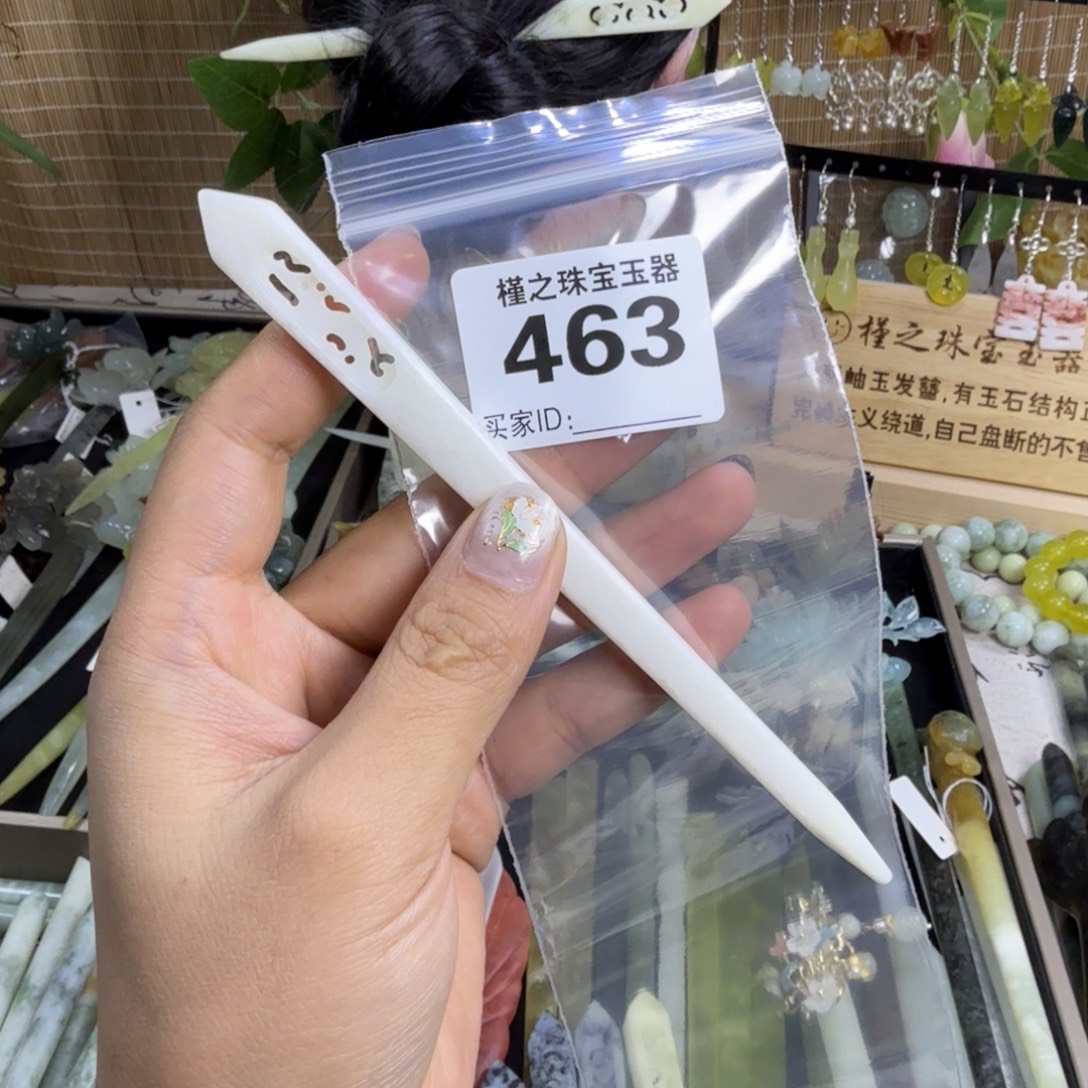 槿之珠宝玉器
463
买家ID:
槿之珠宝玉器
岫玉发簪,有玉石结构
义绕道,自己盘断的不售